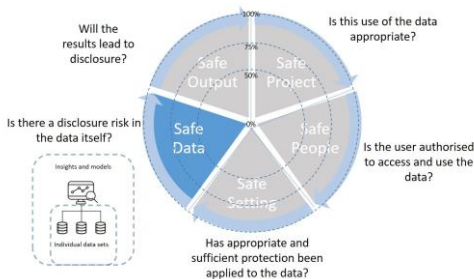 Will the
results lead to
disclosure?
Is this use of the data
appropriate?
100%
75%
50%
0%
Safe
Output
Safe
Project
Is there a disclosure risk in
the data itself?
Safe
Data
Safe
People
Is the user authorised
to access and use the
data?
Insights and models
Individual data sets
Safe
Setting
Has appropriate and
sufficient protection been
applied to the data?